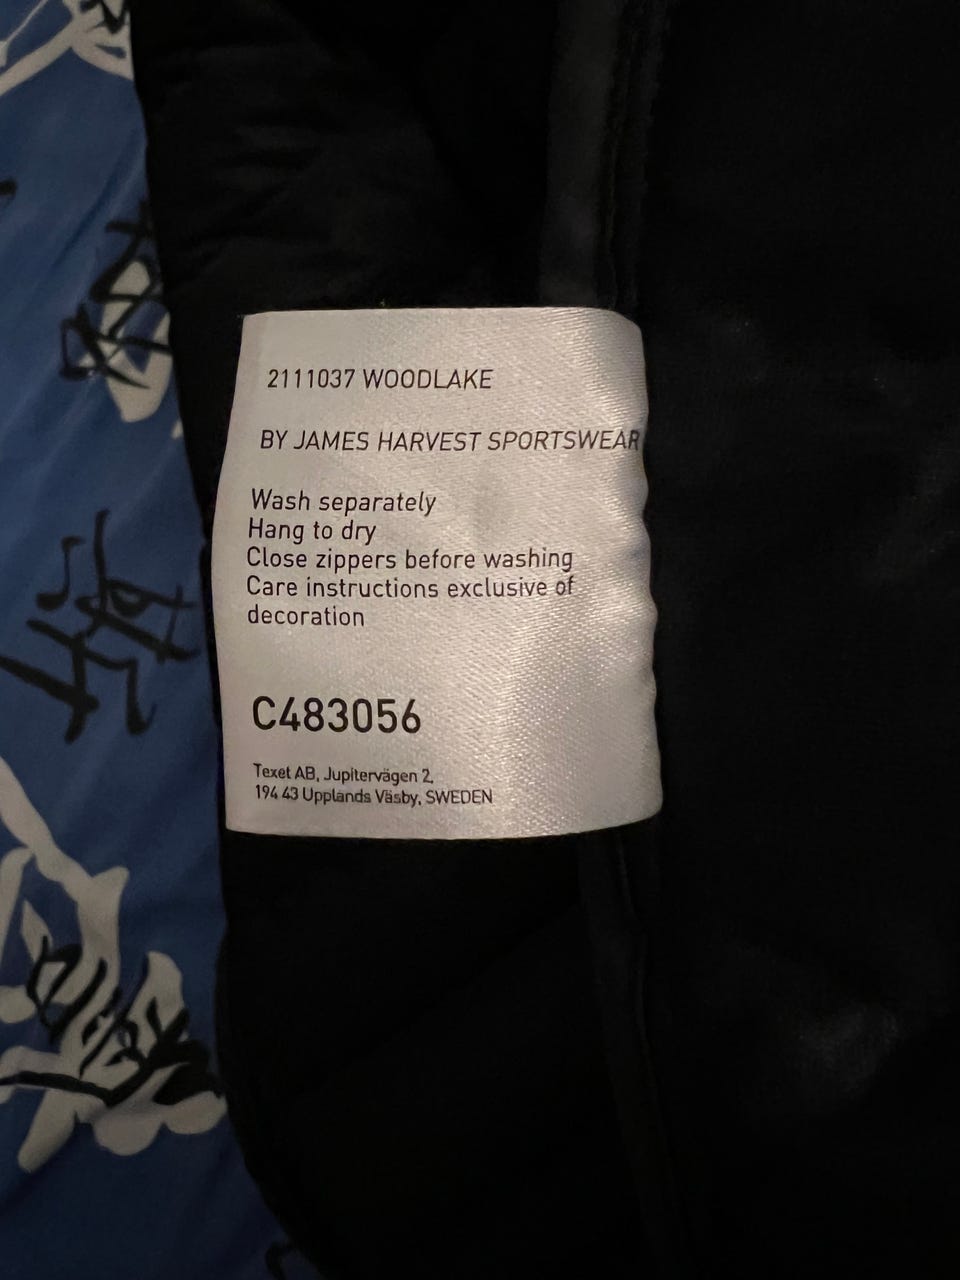 2111037 WOODLAKE
BY JAMES HARVEST SPORTSWEAR
Wash separately
Hang to dry
Close zippers before washing
Care instructions exclusive of
decoration
C483056
Texet AB, Jupitervägen 2,
194 43 Upplands Väsby, SWEDEN